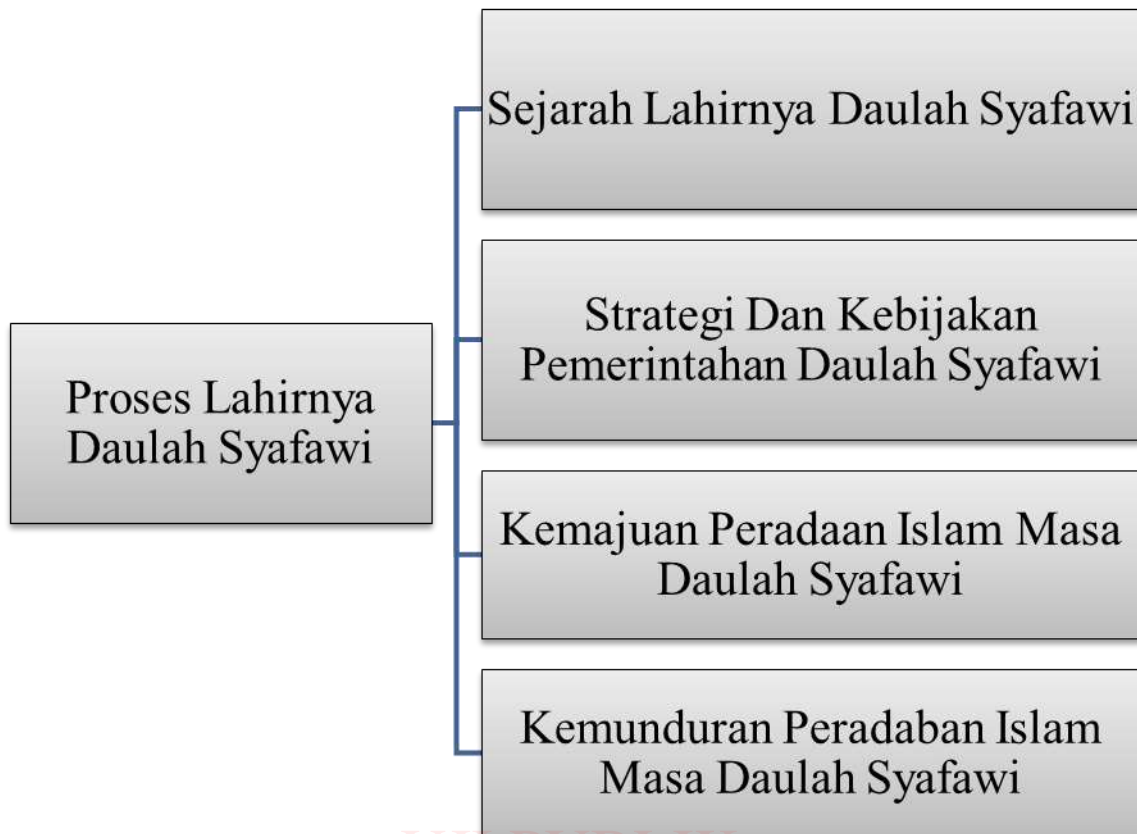 Sejarah Lahirnya Daulah Syafawi
Strategi Dan Kebijakan
Pemerintahan Daulah Syafawi
Proses Lahirnya
Daulah Syafawi
Kemajuan Peradaan Islam Masa
Daulah Syafawi
Kemunduran Peradaban Islam
Masa Daulah Syafawi